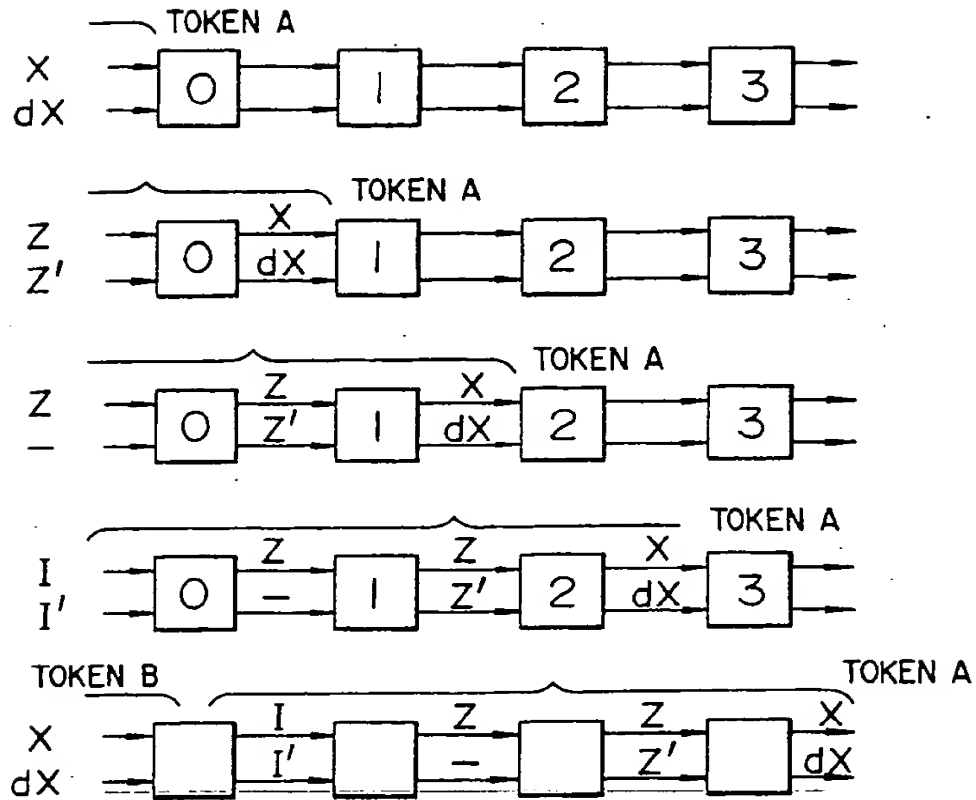 TOKEN A
X
dX
0 1 2 3
TOKEN A
Z X
Z' dX
0 1 2 3
TOKEN A
Z Z X
— Z' dX
0 1 2 3
TOKEN A
I Z Z X
I' — Z' dX
0 1 2 3
TOKEN B TOKEN A
X I Z Z X
dX I' — Z' dX